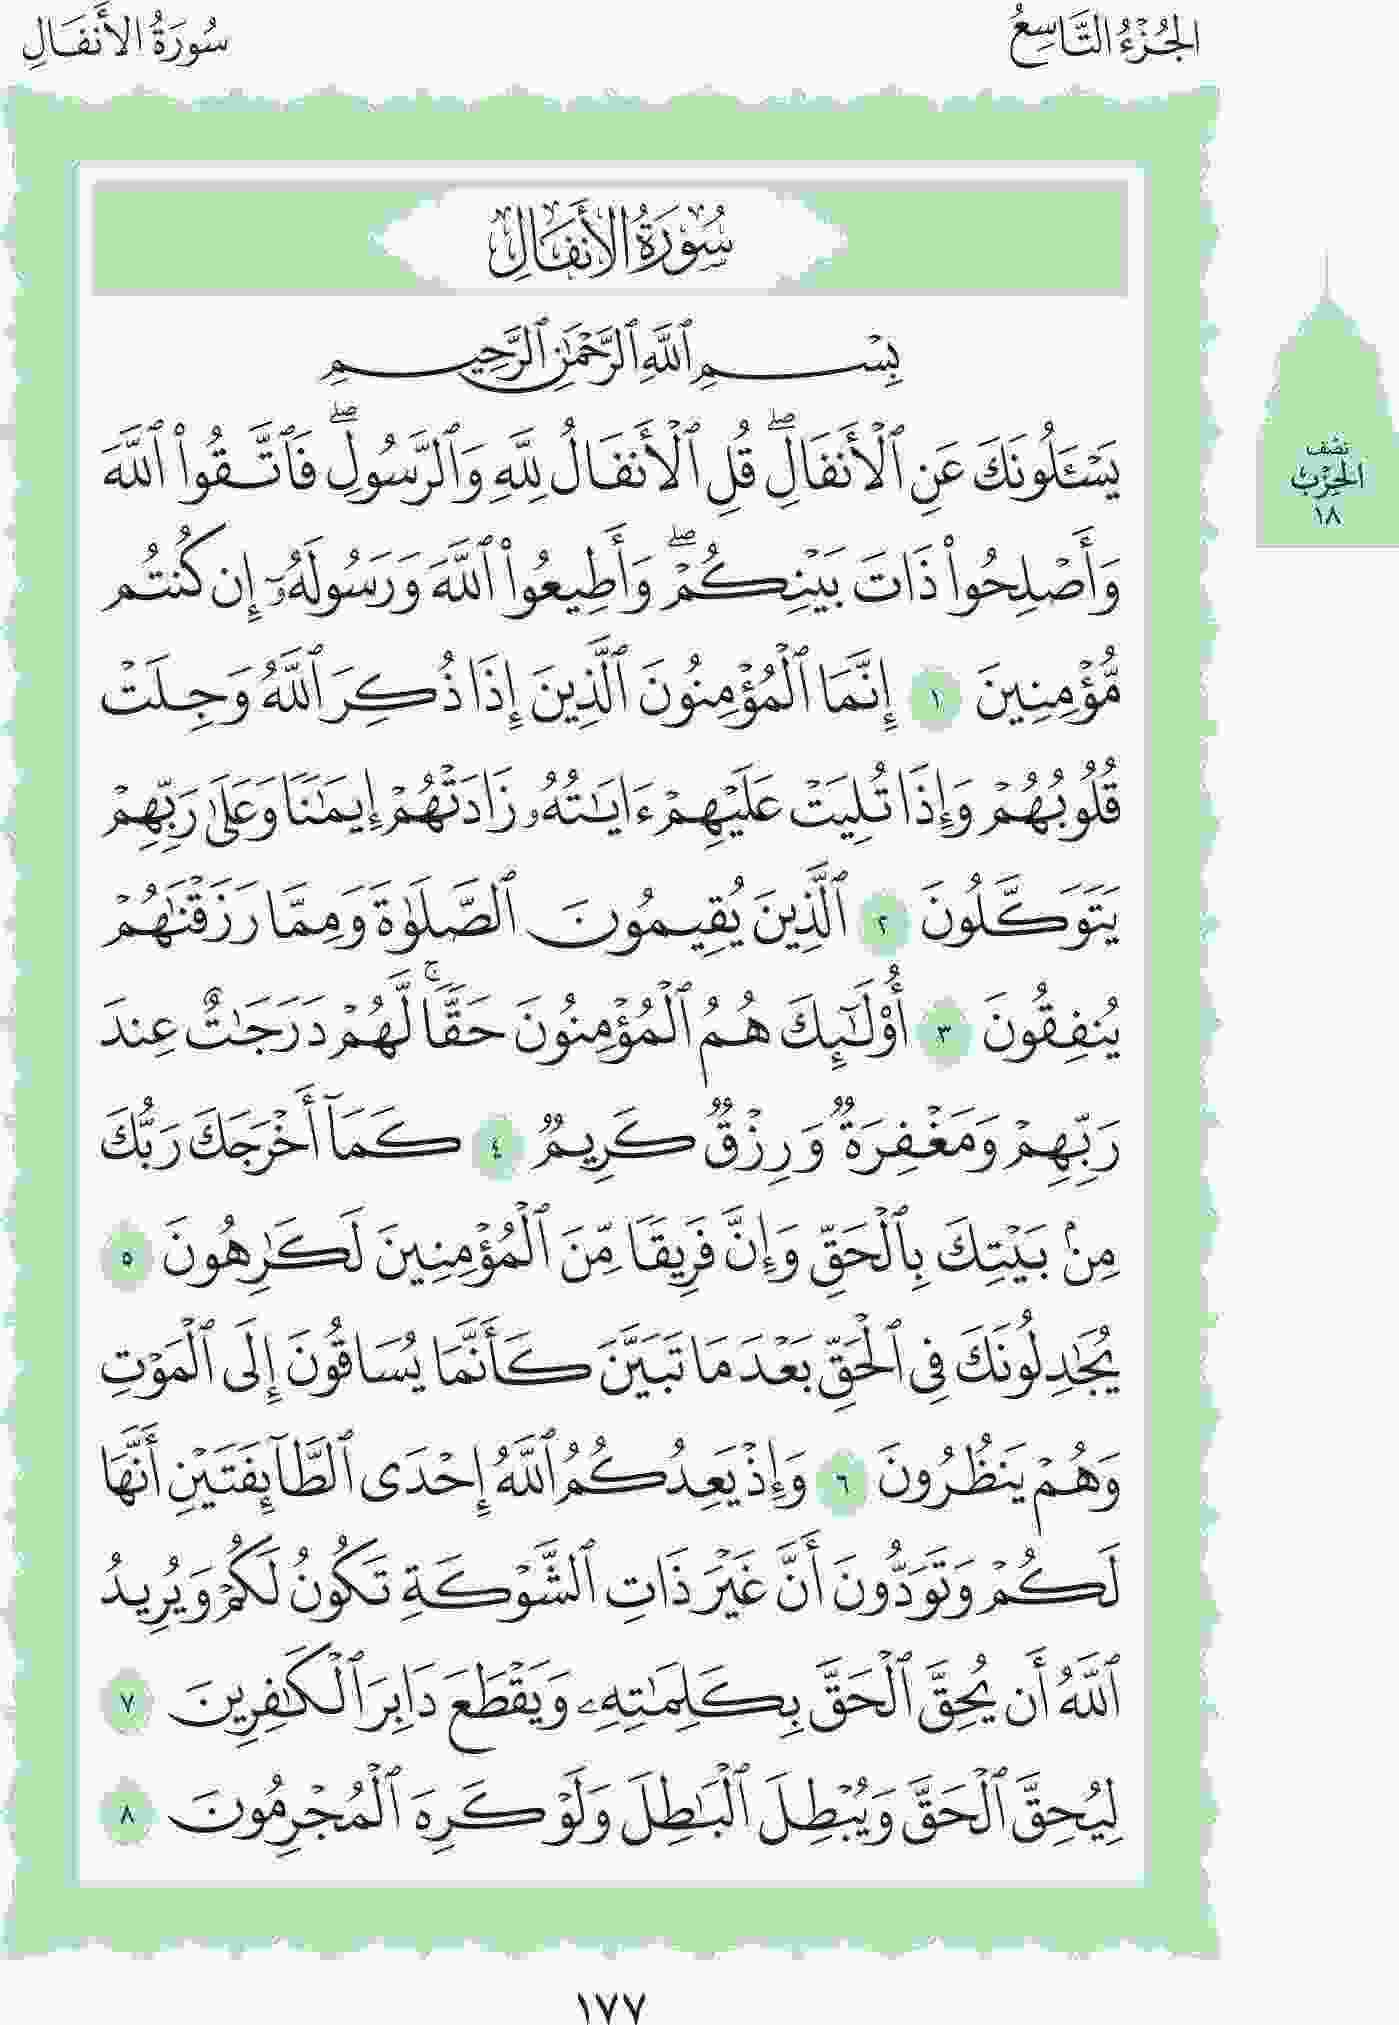 الجُزْءُ التَّاسِعُ
سُورَةُ الأَنفَالِ
سُورَةُ الأَنفَالِ
بِسْمِ ٱللَّهِ ٱلرَّحْمَٰنِ ٱلرَّحِيمِ
يَسْـَٔلُونَكَ عَنِ ٱلْأَنفَالِۖ قُلِ ٱلْأَنفَالُ لِلَّهِ وَٱلرَّسُولِۖ فَٱتَّقُوا۟ ٱللَّهَ
وَأَصْلِحُوا۟ ذَاتَ بَيْنِكُمْۖ وَأَطِيعُوا۟ ٱللَّهَ وَرَسُولَهُۥٓ إِن كُنتُم
مُّؤْمِنِينَ ١ إِنَّمَا ٱلْمُؤْمِنُونَ ٱلَّذِينَ إِذَا ذُكِرَ ٱللَّهُ وَجِلَتْ
قُلُوبُهُمْ وَإِذَا تُلِيَتْ عَلَيْهِمْ ءَايَٰتُهُۥ زَادَتْهُمْ إِيمَٰنًا وَعَلَىٰ رَبِّهِمْ
يَتَوَكَّلُونَ ٢ ٱلَّذِينَ يُقِيمُونَ ٱلصَّلَوٰةَ وَمِمَّا رَزَقْنَٰهُمْ
يُنفِقُونَ ٣ أُو۟لَٰٓئِكَ هُمُ ٱلْمُؤْمِنُونَ حَقًّاۚ لَّهُمْ دَرَجَٰتٌ عِندَ
رَبِّهِمْ وَمَغْفِرَةٌ وَرِزْقٌ كَرِيمٌ ٤ كَمَآ أَخْرَجَكَ رَبُّكَ
مِنۢ بَيْتِكَ بِٱلْحَقِّ وَإِنَّ فَرِيقًا مِّنَ ٱلْمُؤْمِنِينَ لَكَٰرِهُونَ ٥
يُجَٰدِلُونَكَ فِى ٱلْحَقِّ بَعْدَ مَا تَبَيَّنَ كَأَنَّمَا يُسَاقُونَ إِلَى ٱلْمَوْتِ
وَهُمْ يَنظُرُونَ ٦ وَإِذْ يَعِدُكُمُ ٱللَّهُ إِحْدَى ٱلطَّآئِفَتَيْنِ أَنَّهَا
لَكُمْ وَتَوَدُّونَ أَنَّ غَيْرَ ذَاتِ ٱلشَّوْكَةِ تَكُونُ لَكُمْ وَيُرِيدُ
ٱللَّهُ أَن يُحِقَّ ٱلْحَقَّ بِكَلِمَٰتِهِۦ وَيَقْطَعَ دَابِرَ ٱلْكَٰفِرِينَ ٧
لِيُحِقَّ ٱلْحَقَّ وَيُبْطِلَ ٱلْبَٰطِلَ وَلَوْ كَرِهَ ٱلْمُجْرِمُونَ ٨
نصف
الحِزْب
١٨
١٧٧